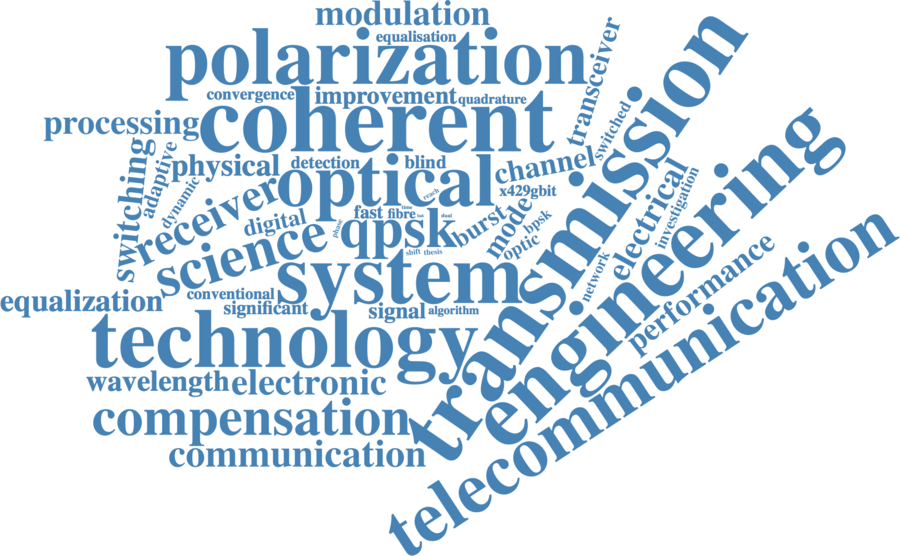 modulation
equalisation
polarization
transceiver
convergence
improvement
quadrature
coherent
transmission
switched
processing
switching
adaptive
physical
detection
blind
channel
x429gbit
dynamic
optical
reach
receiver
digital
fast
fibre
time
dual
phase
qpsk
burst
mode
bpsk
optic
science
shift
thesis
system
network
electrical
investigation
engineering
equalization
conventional
significant
signal
algorithm
performance
technology
telecommunication
wavelength
electronic
compensation
communication